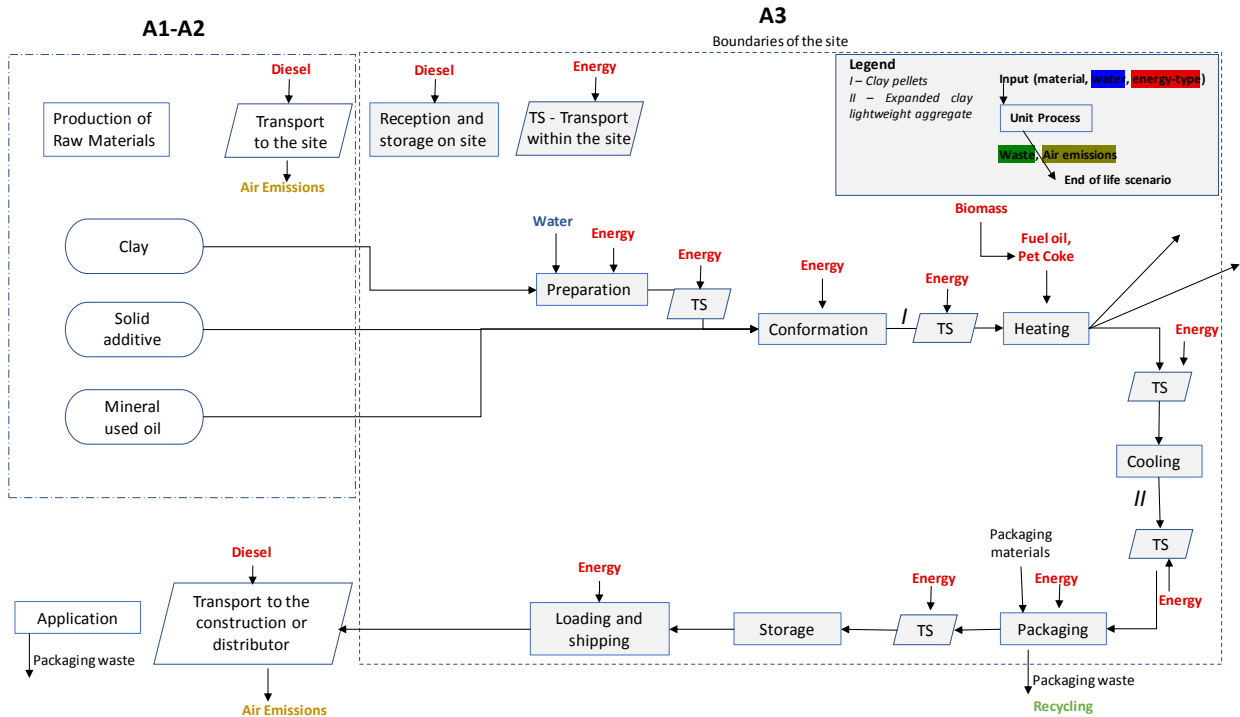 A1-A2
A3
Boundaries of the site
Diesel
Diesel
Energy
Production of
Raw Materials
Transport
to the site
Reception and
storage on site
TS - Transport
within the site
Air Emissions
Legend
I – Clay pellets
II – Expanded clay
lightweight aggregate
Input (material, water, energy-type)
Unit Process
Waste, Air emissions
End of life scenario
Clay
Water
Energy
Preparation
Energy
TS
Solid
additive
Energy
Conformation
I
Energy
TS
Biomass
Fuel oil,
Pet Coke
Heating
Energy
TS
Mineral
used oil
Cooling
II
TS
Energy
Packaging
materials
Energy
Packaging
Energy
TS
Storage
Energy
Loading and
shipping
Diesel
Transport to the
construction or
distributor
Application
Packaging waste
Air Emissions
Packaging waste
Recycling